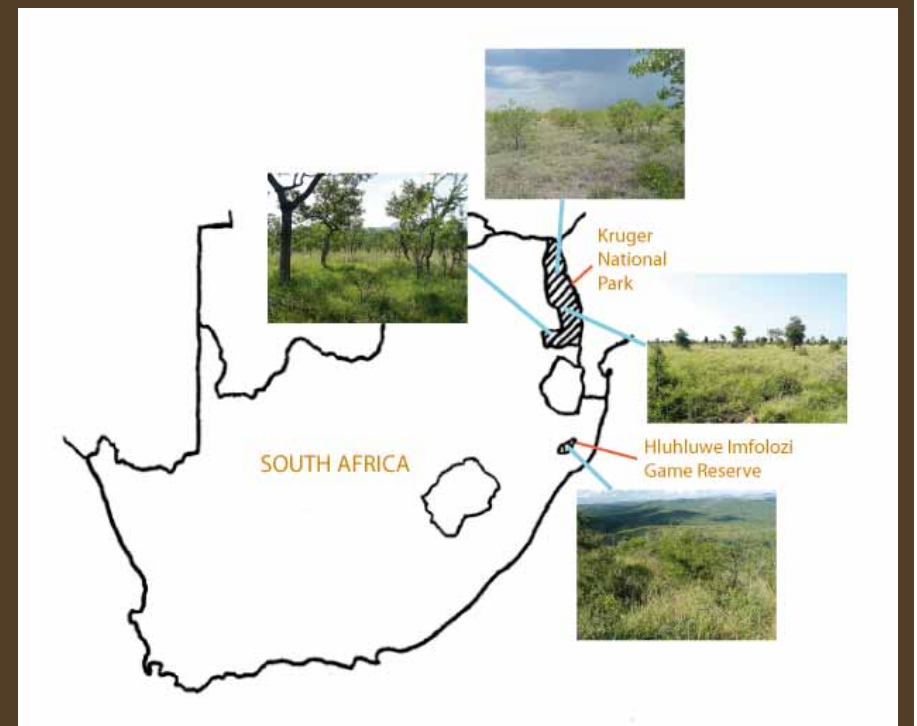 Kruger
National
Park
Hluhluwe Imfolozi
Game Reserve
SOUTH AFRICA